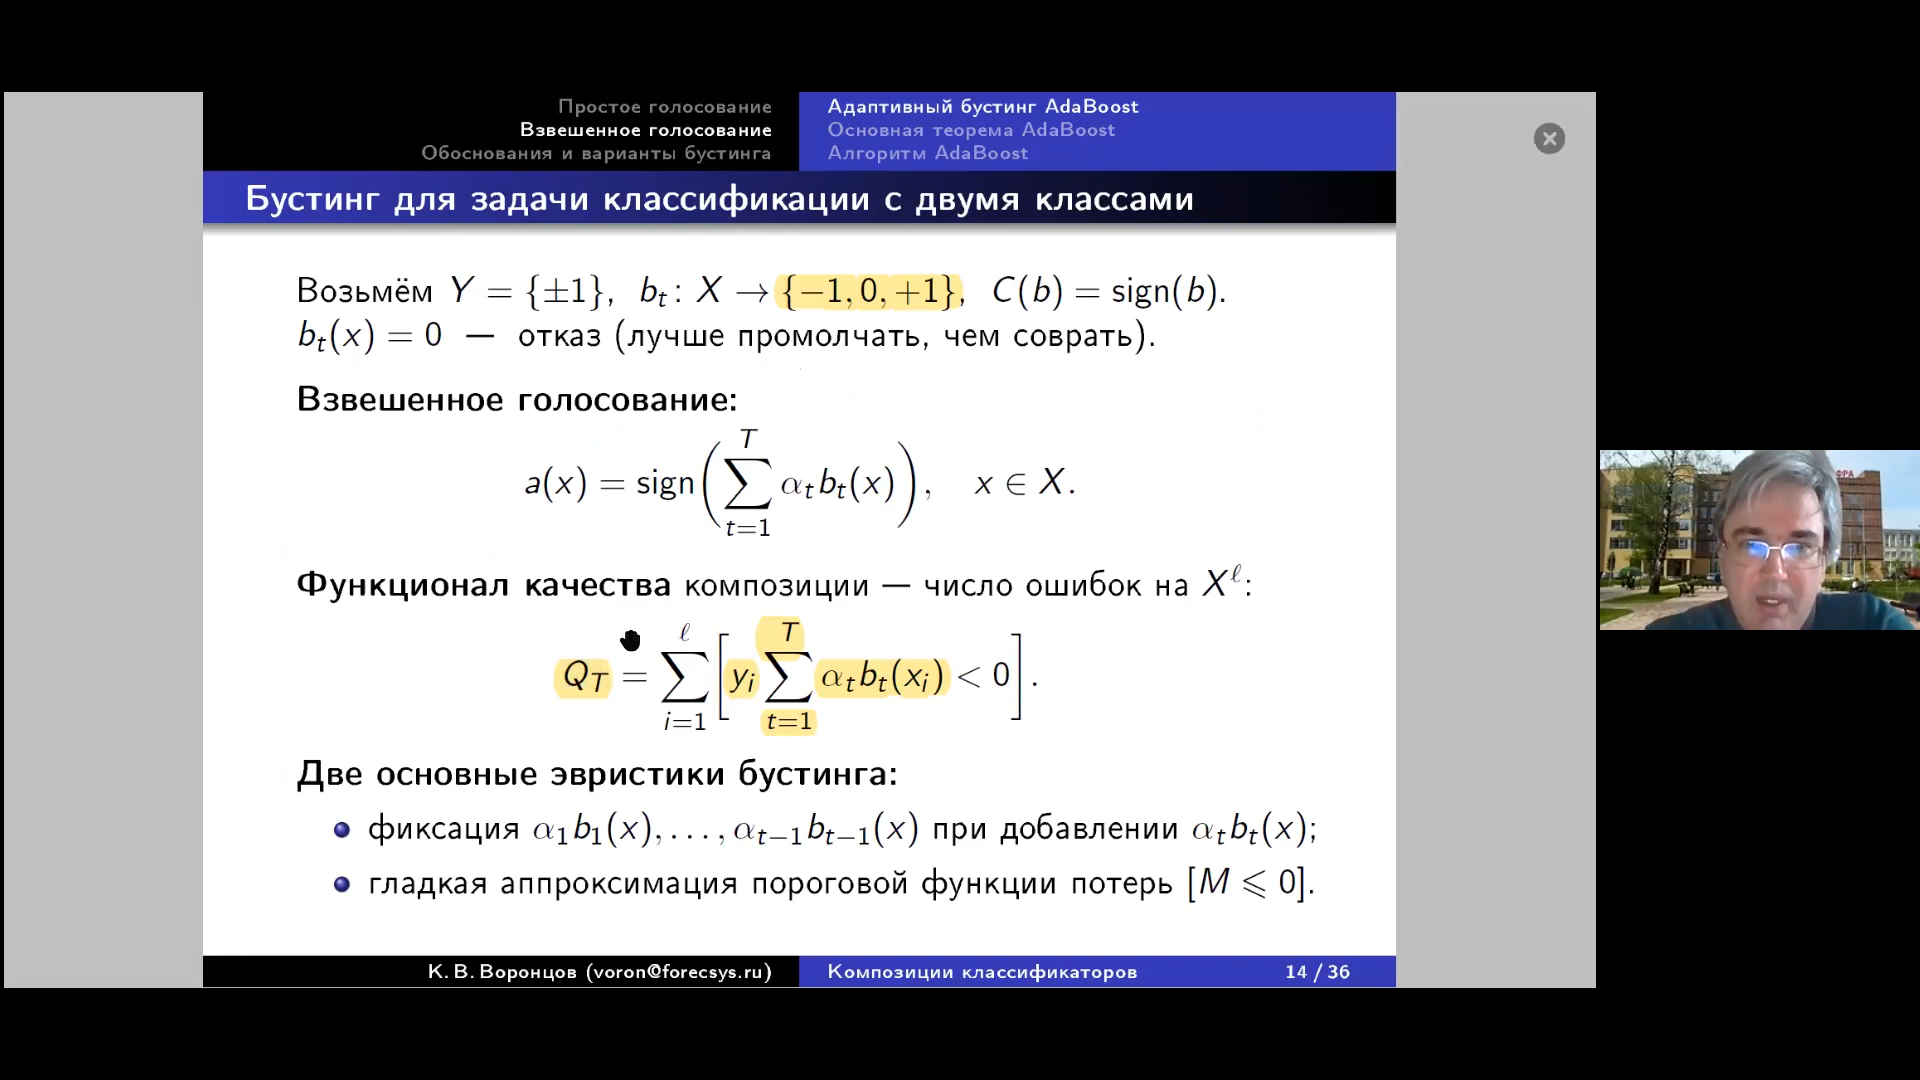 Простое голосование
Взвешенное голосование
Обоснования и варианты бустинга
Адаптивный бустинг AdaBoost
Основная теорема AdaBoost
Алгоритм AdaBoost
Бустинг для задачи классификации с двумя классами
Возьмём Y = {±1}, b_t : X → {−1, 0, +1}, C(b) = sign(b).
b_t(x) = 0 — отказ (лучше промолчать, чем соврать).
Взвешенное голосование:
a(x) = sign(∑_{t=1}^{T} α_t b_t(x)), x ∈ X.
Функционал качества композиции — число ошибок на X^ℓ:
Q_T = ∑_{i=1}^{ℓ} [y_i ∑_{t=1}^{T} α_t b_t(x_i) < 0].
Две основные эвристики бустинга:
фиксация α_1 b_1(x), . . . , α_{t−1} b_{t−1}(x) при добавлении α_t b_t(x);
гладкая аппроксимация пороговой функции потерь [M ⩽ 0].
К. В. Воронцов (voron@forecsys.ru)
Композиции классификаторов
14 / 36